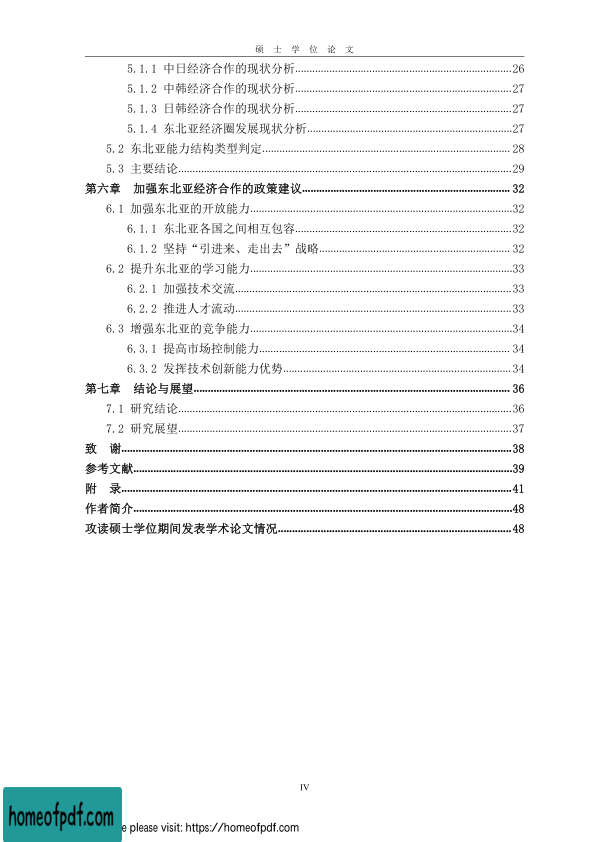 硕 士 学 位 论 文
5.1.1 中日经济合作的现状分析........26
5.1.2 中韩经济合作的现状分析........27
5.1.3 日韩经济合作的现状分析........27
5.1.4 东北亚经济圈发展现状分析........27
5.2 东北亚能力结构类型判定........28
5.3 主要结论........29
第六章 加强东北亚经济合作的政策建议........32
6.1 加强东北亚的开放能力........32
6.1.1 东北亚各国之间相互包容........32
6.1.2 坚持“引进来、走出去”战略........32
6.2 提升东北亚的学习能力........33
6.2.1 加强技术交流........33
6.2.2 推进人才流动........33
6.3 增强东北亚的竞争能力........34
6.3.1 提高市场控制能力........34
6.3.2 发挥技术创新能力优势........34
第七章 结论与展望........36
7.1 研究结论........36
7.2 研究展望........37
致 谢........38
参考文献........39
附 录........41
作者简介........48
攻读硕士学位期间发表学术论文情况........48
IV
homeofpdf.com
e please visit: https://homeofpdf.com